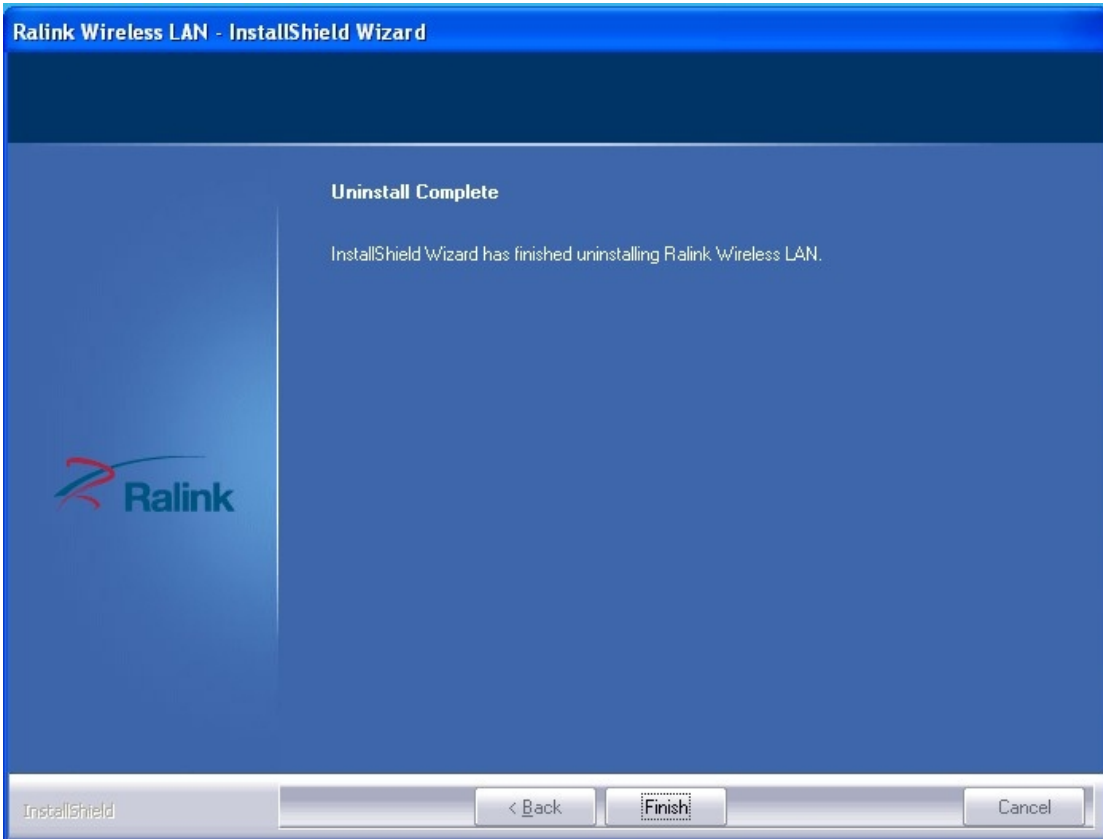 Ralink Wireless LAN - InstallShield Wizard
Uninstall Complete
InstallShield Wizard has finished uninstalling Ralink Wireless LAN.
Ralink
InstallShield
< Back
Finish
Cancel